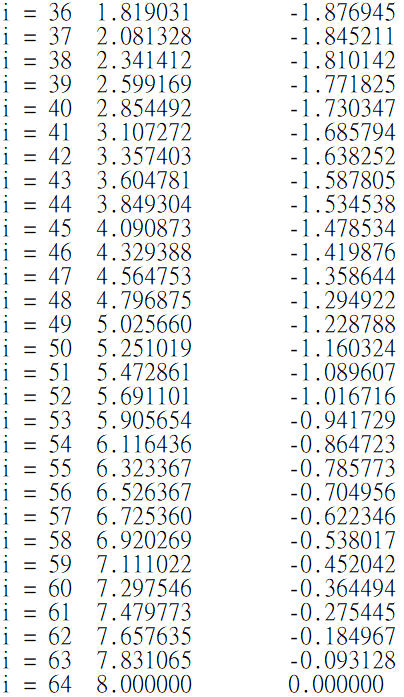 i = 36  1.819031        -1.876945
i = 37  2.081328        -1.845211
i = 38  2.341412        -1.810142
i = 39  2.599169        -1.771825
i = 40  2.854492        -1.730347
i = 41  3.107272        -1.685794
i = 42  3.357403        -1.638252
i = 43  3.604781        -1.587805
i = 44  3.849304        -1.534538
i = 45  4.090873        -1.478534
i = 46  4.329388        -1.419876
i = 47  4.564753        -1.358644
i = 48  4.796875        -1.294922
i = 49  5.025660        -1.228788
i = 50  5.251019        -1.160324
i = 51  5.472861        -1.089607
i = 52  5.691101        -1.016716
i = 53  5.905654        -0.941729
i = 54  6.116436        -0.864723
i = 55  6.323367        -0.785773
i = 56  6.526367        -0.704956
i = 57  6.725360        -0.622346
i = 58  6.920269        -0.538017
i = 59  7.111022        -0.452042
i = 60  7.297546        -0.364494
i = 61  7.479773        -0.275445
i = 62  7.657635        -0.184967
i = 63  7.831065        -0.093128
i = 64  8.000000        0.000000